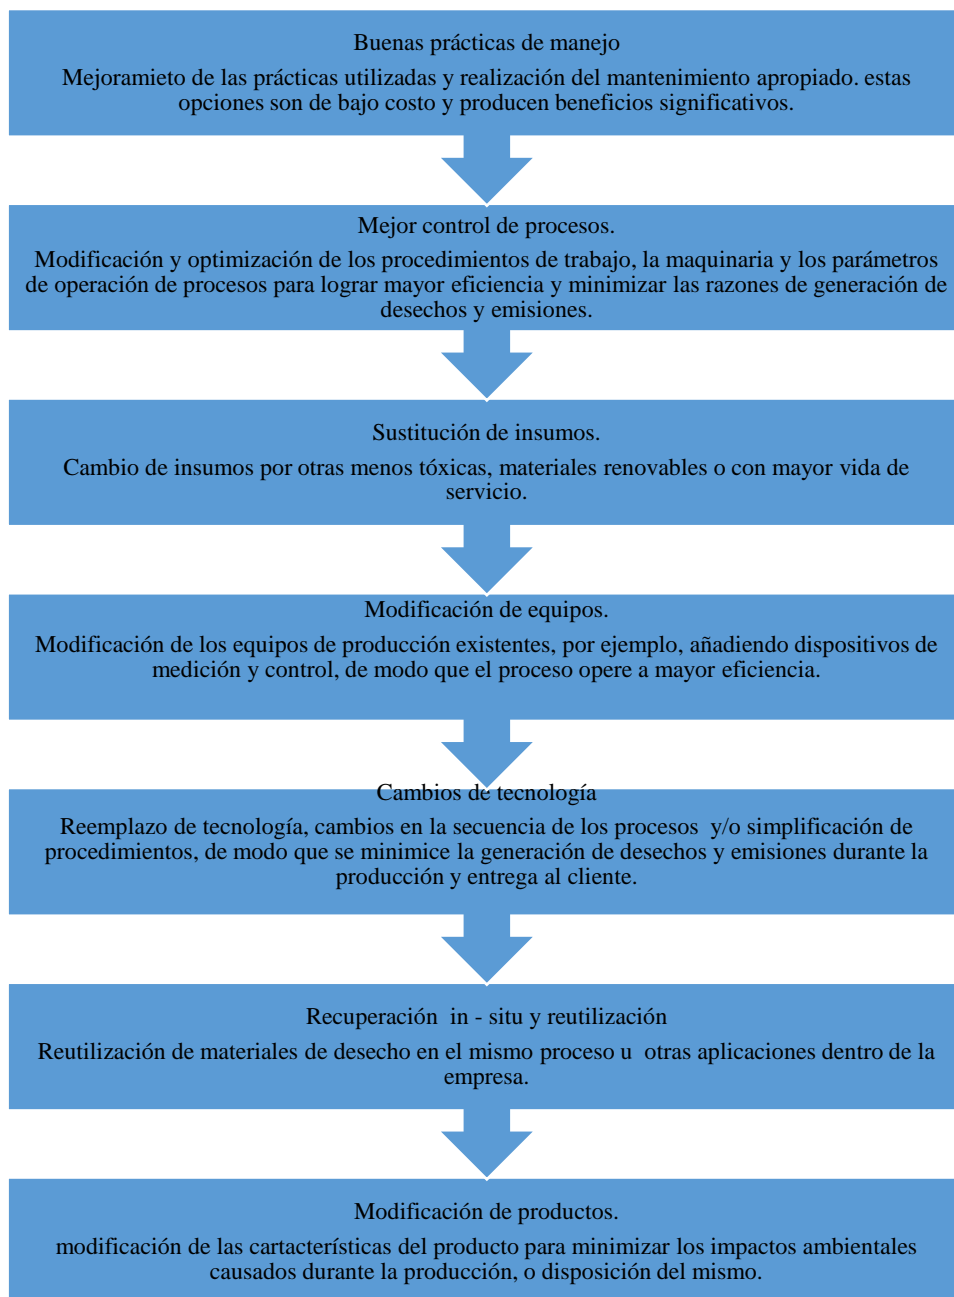 Buenas prácticas de manejo
Mejoramieto de las prácticas utilizadas y realización del mantenimiento apropiado. estas
opciones son de bajo costo y producen beneficios significativos.
Mejor control de procesos.
Modificación y optimización de los procedimientos de trabajo, la maquinaria y los parámetros
de operación de procesos para lograr mayor eficiencia y minimizar las razones de generación de
desechos y emisiones.
Sustitución de insumos.
Cambio de insumos por otras menos tóxicas, materiales renovables o con mayor vida de
servicio.
Modificación de equipos.
Modificación de los equipos de producción existentes, por ejemplo, añadiendo dispositivos de
medición y control, de modo que el proceso opere a mayor eficiencia.
Cambios de tecnología
Reemplazo de tecnología, cambios en la secuencia de los procesos  y/o simplificación de
procedimientos, de modo que se minimice la generación de desechos y emisiones durante la
producción y entrega al cliente.
Recuperación  in - situ y reutilización
Reutilización de materiales de desecho en el mismo proceso u  otras aplicaciones dentro de la
empresa.
Modificación de productos.
modificación de las cartacterísticas del producto para minimizar los impactos ambientales
causados durante la producción, o disposición del mismo.